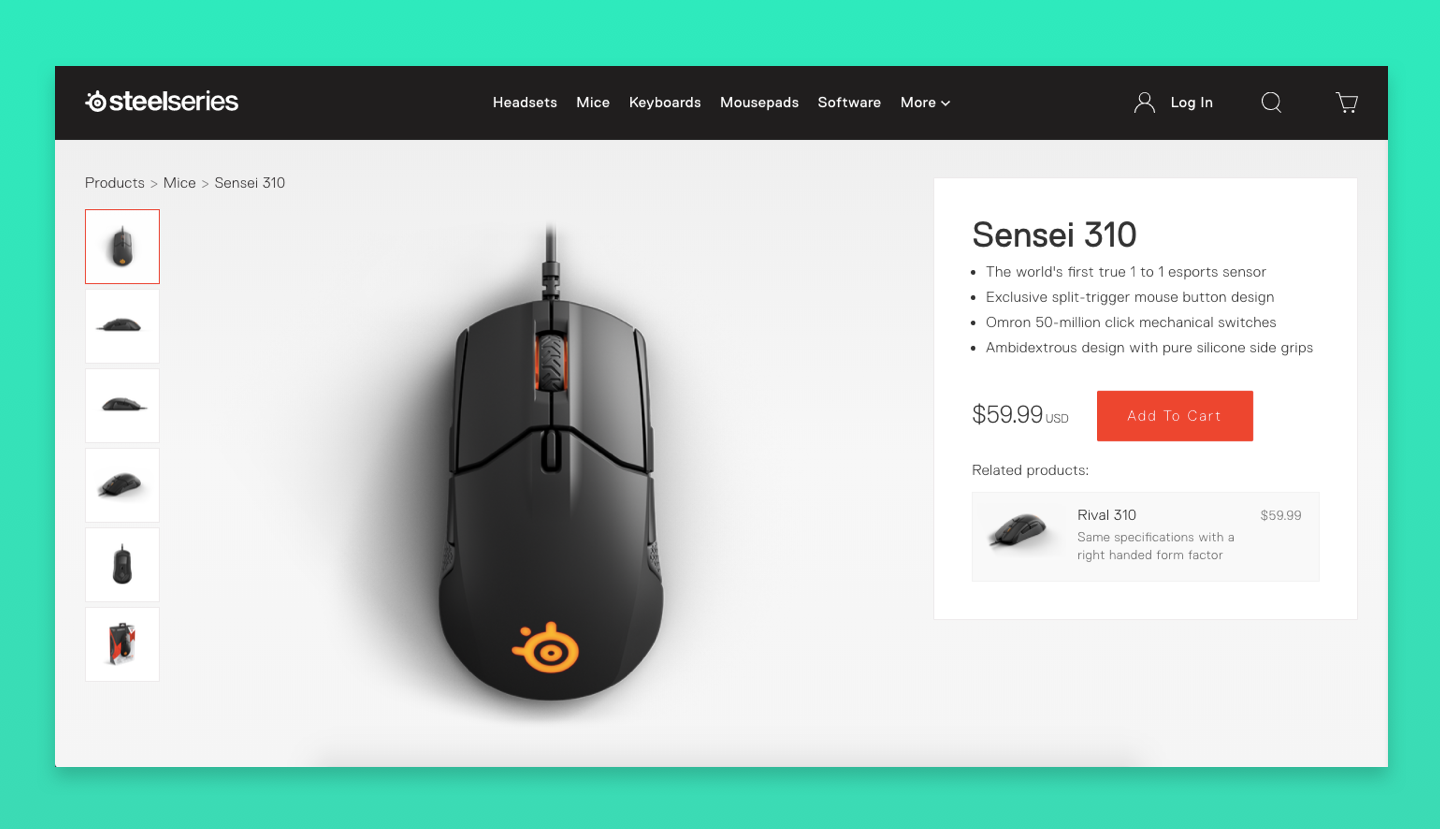 steelseries
Headsets Mice Keyboards Mousepads Software More
Log In
Products > Mice > Sensei 310
Sensei 310
• The world's first true 1 to 1 esports sensor
• Exclusive split-trigger mouse button design
• Omron 50-million click mechanical switches
• Ambidextrous design with pure silicone side grips
$59.99 USD
Add To Cart
Related products:
Rival 310
$59.99
Same specifications with a
right handed form factor